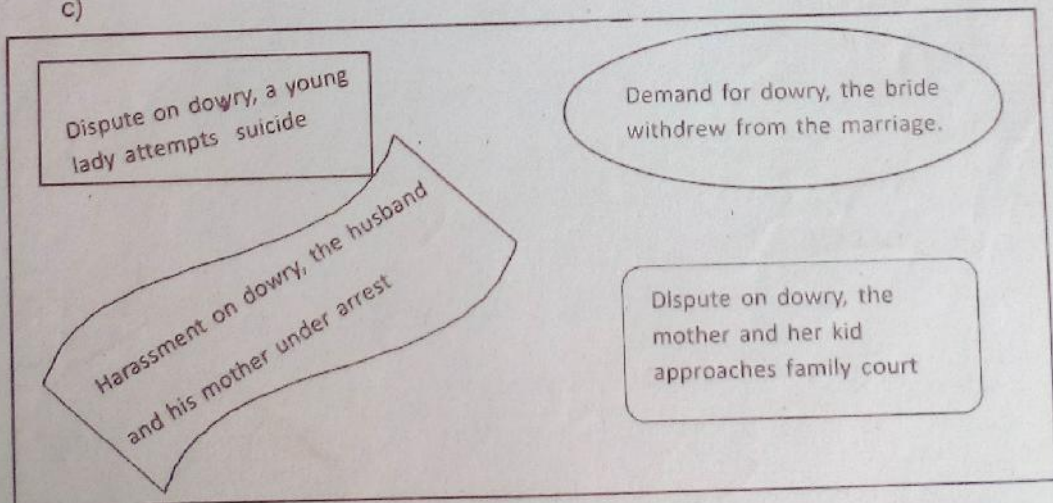 c)
Dispute on dowry, a young
lady attempts suicide
Demand for dowry, the bride
withdrew from the marriage.
Harassment on dowry, the husband
and his mother under arrest
Dispute on dowry, the
mother and her kid
approaches family court